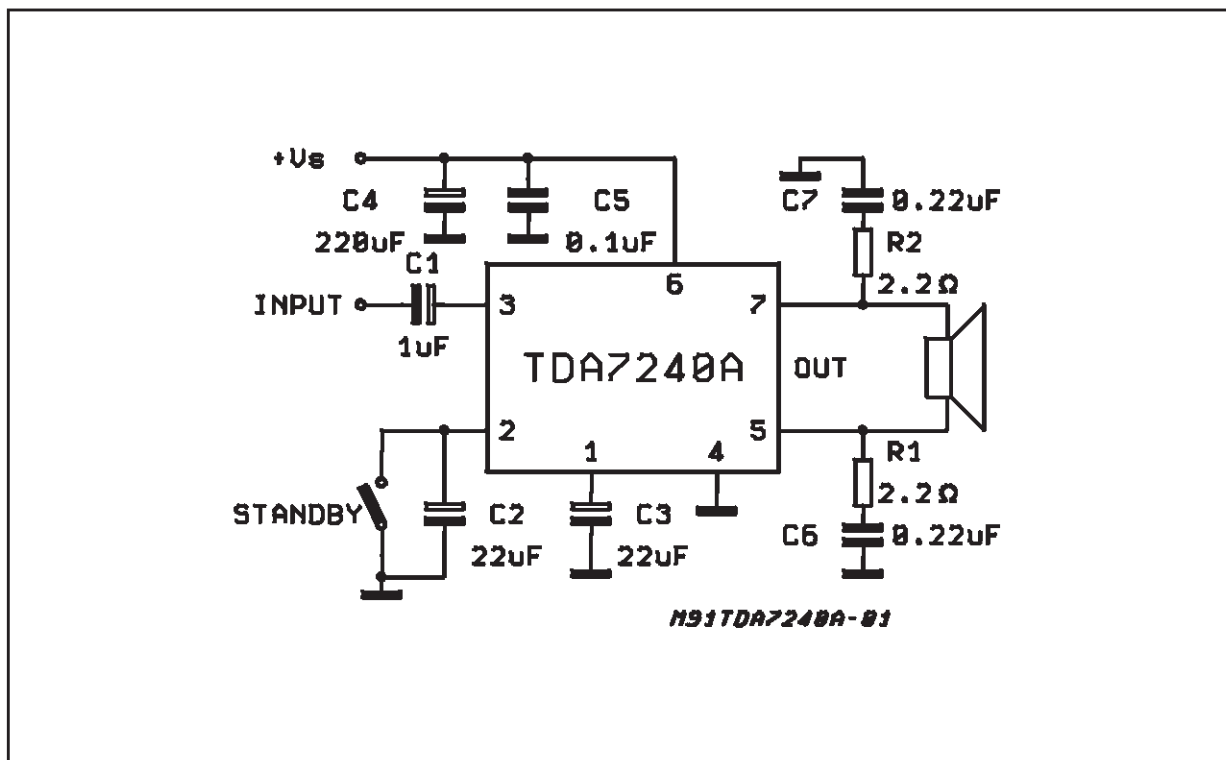 +Vs
C4
220uF
C5
0.1uF
C7
0.22uF
R2
2.2Ω
C1
INPUT
1uF
3
6
7
TDA7240A
OUT
2
1
4
5
STANDBY
C2
22uF
C3
22uF
R1
2.2Ω
C6
0.22uF
M91TDA7240A-01